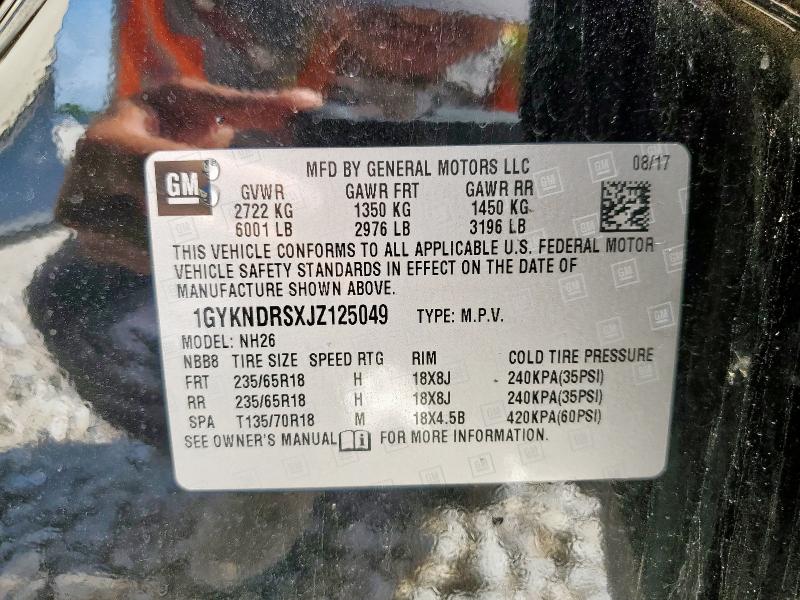 GM
MFD BY GENERAL MOTORS LLC 08/17
GVWR GAWR FRT GAWR RR
2722 KG 1350 KG 1450 KG
6001 LB 2976 LB 3196 LB
THIS VEHICLE CONFORMS TO ALL APPLICABLE U.S. FEDERAL MOTOR
VEHICLE SAFETY STANDARDS IN EFFECT ON THE DATE OF
MANUFACTURE SHOWN ABOVE.
1GYKNDRSXJZ125049 TYPE: M.P.V.
MODEL: NH26
NBB8 TIRE SIZE SPEED RTG RIM COLD TIRE PRESSURE
FRT 235/65R18 H 18X8J 240KPA(35PSI)
RR 235/65R18 H 18X8J 240KPA(35PSI)
SPA T135/70R18 M 18X4.5B 420KPA(60PSI)
SEE OWNER'S MANUAL FOR MORE INFORMATION.